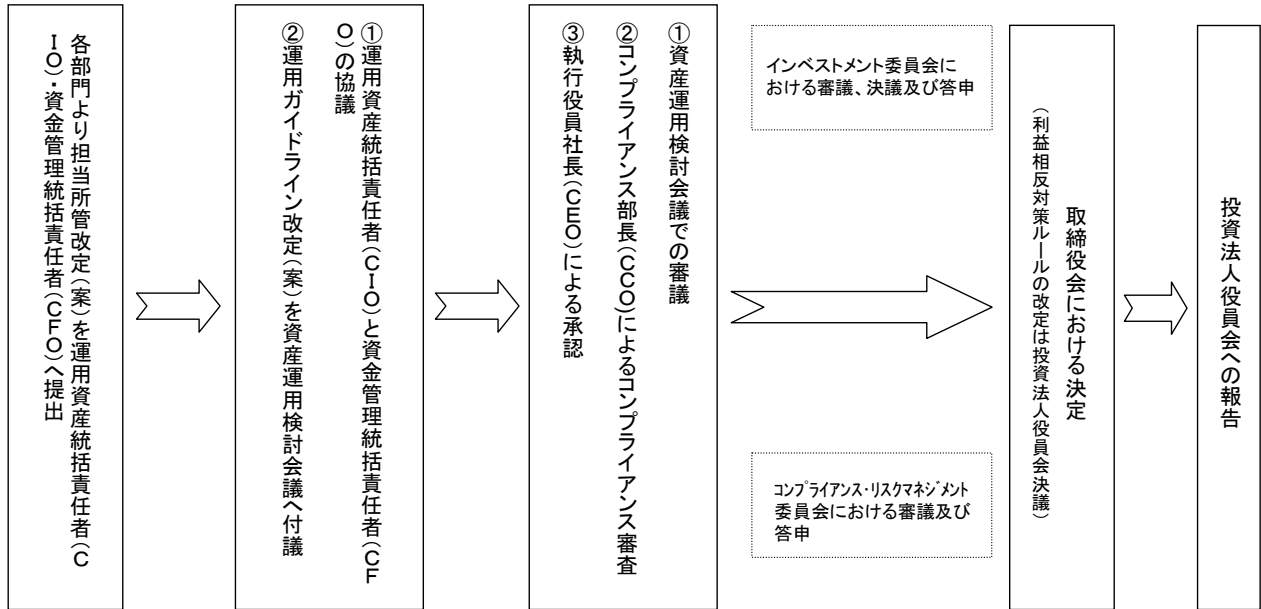 各部門より担当所管改定（案）を運用資産統括責任者（C
IO）・資金管理統括責任者（CFO）へ提出
①運用資産統括責任者（CIO）と資金管理統括責任者（CF
O）の協議
②運用ガイドライン改定（案）を資産運用検討会議へ付議
①資産運用検討会議での審議
②コンプライアンス部長（CCO）によるコンプライアンス審査
③執行役員社長（CEO）による承認
インベストメント委員会に
おける審議、決議及び答申
コンプライアンス・リスクマネジメント
委員会における審議及び
答申
取締役会における決定
（利益相反対策ルールの改定は投資法人役員会決議）
投資法人役員会への報告